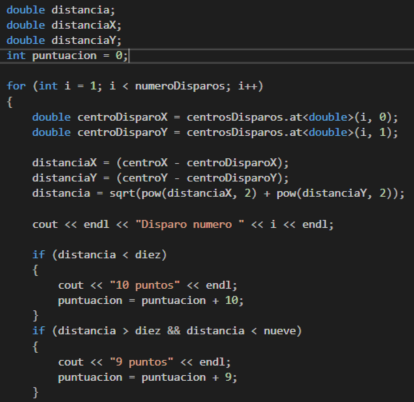 double distancia;
double distanciaX;
double distanciaY;
int puntuacion = 0;
for (int i = 1; i < numeroDisparos; i++)
{
double centroDisparoX = centrosDisparos.at<double>(i, 0);
double centroDisparoY = centrosDisparos.at<double>(i, 1);
distanciaX = (centroX - centroDisparoX);
distanciaY = (centroY - centroDisparoY);
distancia = sqrt(pow(distanciaX, 2) + pow(distanciaY, 2));
cout << endl << "Disparo numero " << i << endl;
if (distancia < diez)
{
cout << "10 puntos" << endl;
puntuacion = puntuacion + 10;
}
if (distancia > diez && distancia < nueve)
{
cout << "9 puntos" << endl;
puntuacion = puntuacion + 9;
}